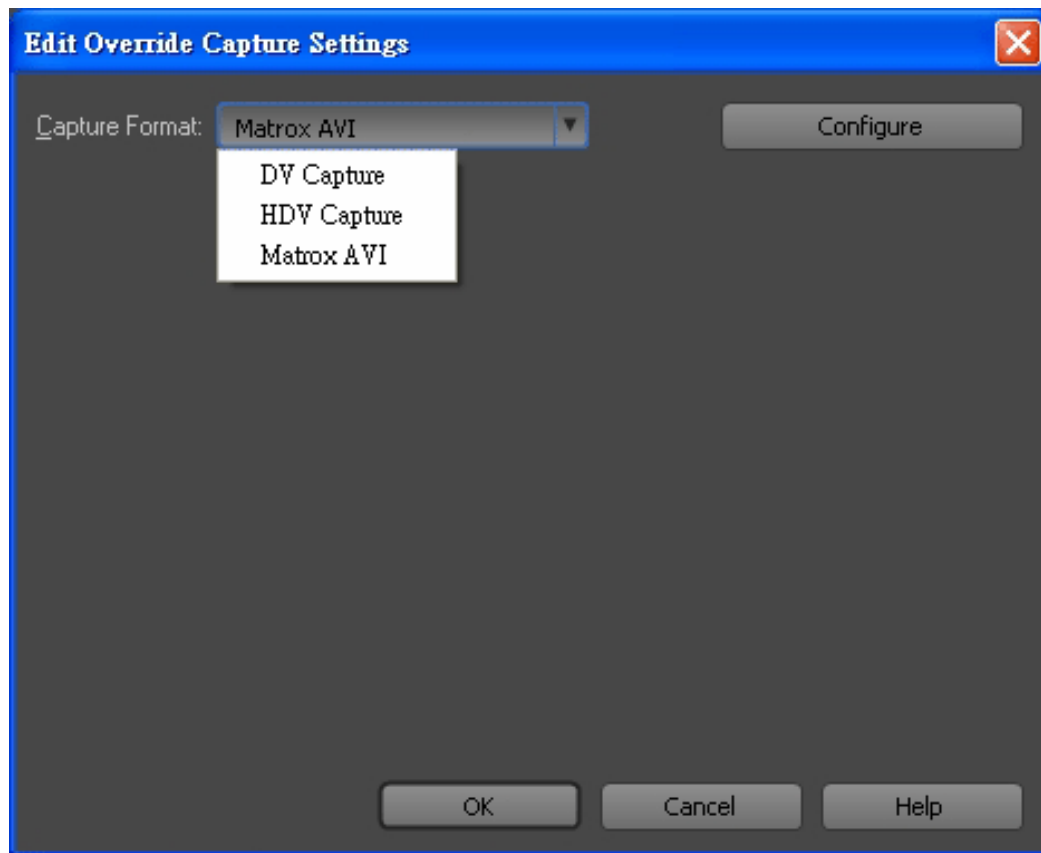 Edit Override Capture Settings
Capture Format: Matrox AVI Configure
DV Capture
HDV Capture
Matrox AVI
OK Cancel Help